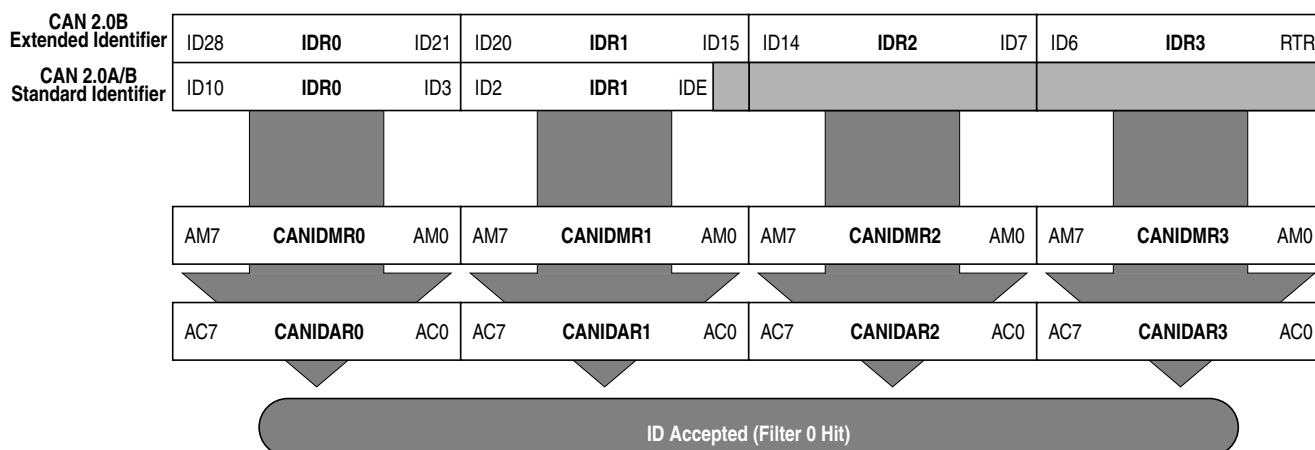 CAN 2.0B
Extended Identifier
ID28 IDR0 ID21 ID20 IDR1 ID15 ID14 IDR2 ID7 ID6 IDR3 RTR
CAN 2.0A/B
Standard Identifier
ID10 IDR0 ID3 ID2 IDR1 IDE
AM7 CANIDMR0 AM0 AM7 CANIDMR1 AM0 AM7 CANIDMR2 AM0 AM7 CANIDMR3 AM0
AC7 CANIDAR0 AC0 AC7 CANIDAR1 AC0 AC7 CANIDAR2 AC0 AC7 CANIDAR3 AC0
ID Accepted (Filter 0 Hit)